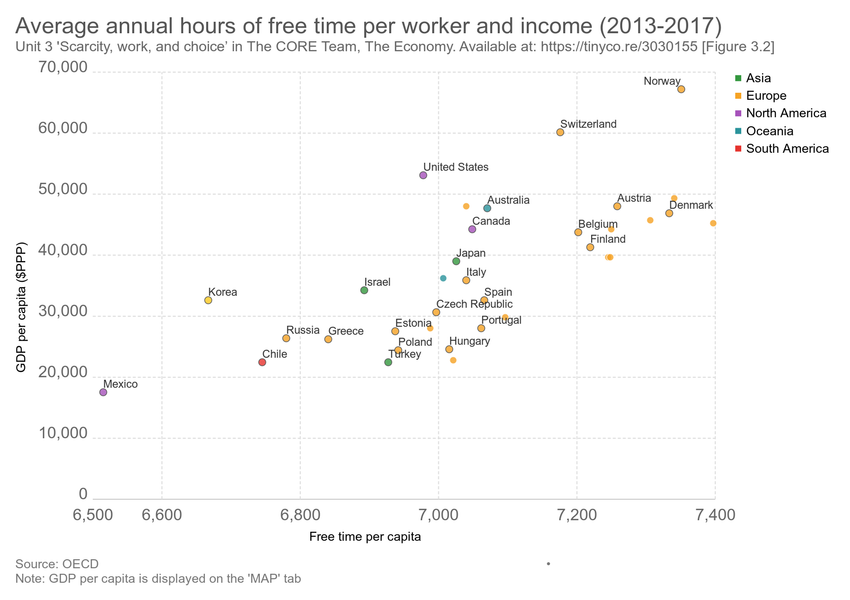 Average annual hours of free time per worker and income (2013-2017)
Unit 3 'Scarcity, work, and choice’ in The CORE Team, The Economy. Available at: https://tinyco.re/3030155 [Figure 3.2]
70,000
60,000
50,000
40,000
30,000
20,000
10,000
0
GDP per capita ($PPP)
Norway
Switzerland
United States
Australia
Austria
Denmark
Canada
Belgium
Finland
Japan
Italy
Israel
Korea
Spain
Czech Republic
Portugal
Estonia
Russia
Greece
Poland
Hungary
Chile
Turkey
Mexico
6,500
6,600
6,800
7,000
7,200
7,400
Free time per capita
Asia
Europe
North America
Oceania
South America
Source: OECD
Note: GDP per capita is displayed on the 'MAP' tab